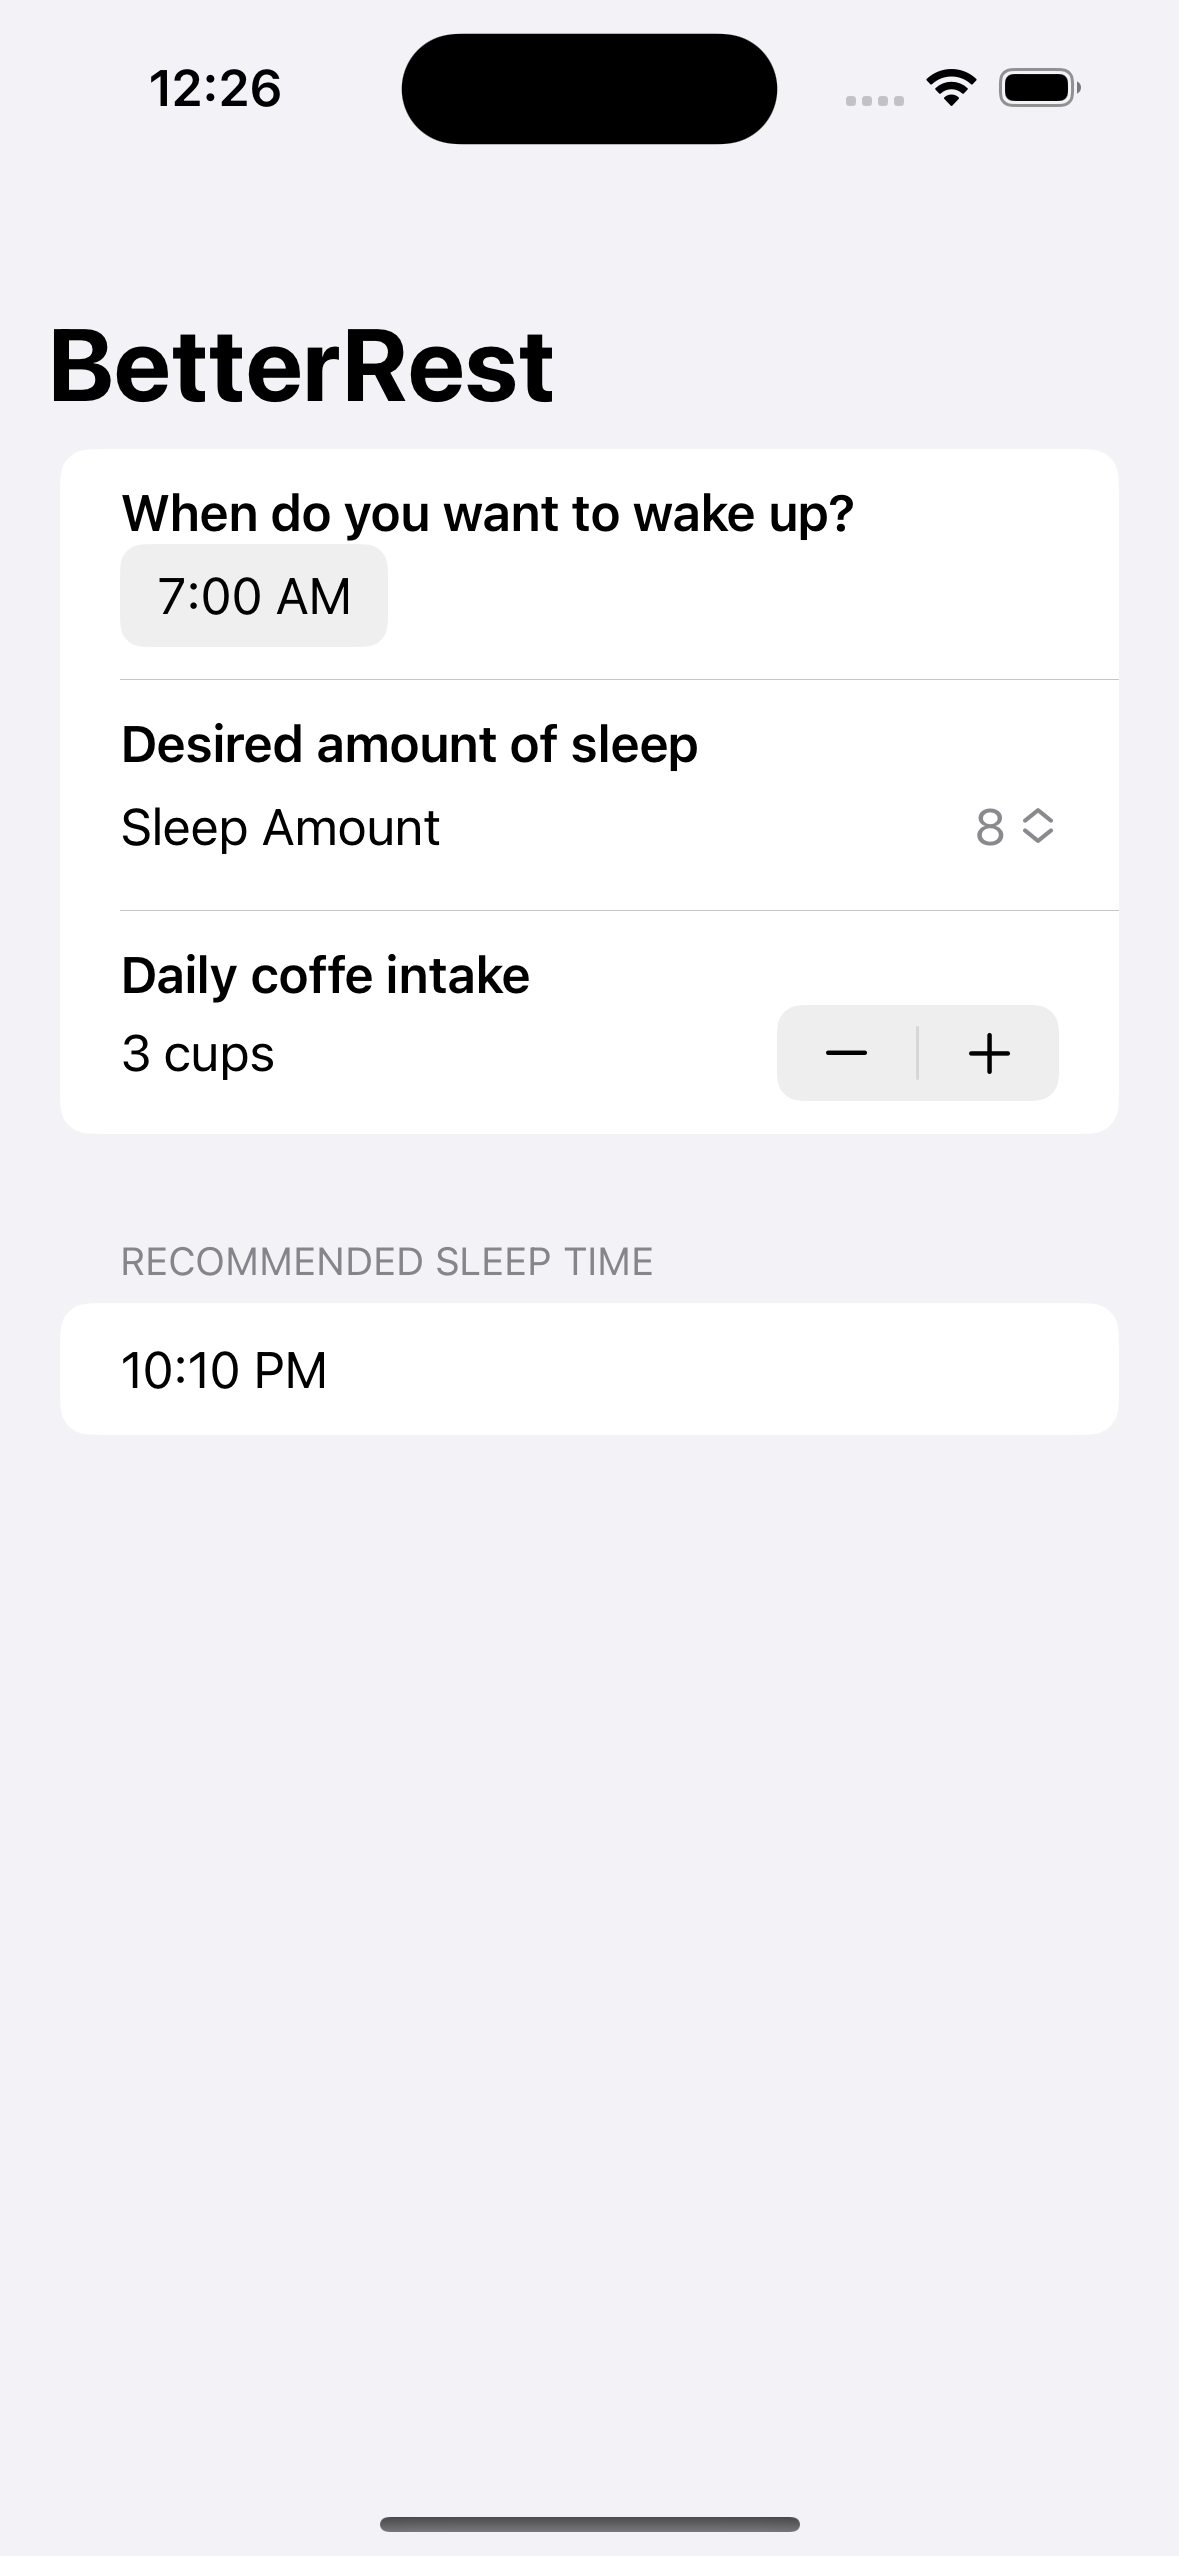 12:26
BetterRest
When do you want to wake up?
7:00 AM
Desired amount of sleep
Sleep Amount 8
Daily coffe intake
3 cups
RECOMMENDED SLEEP TIME
10:10 PM